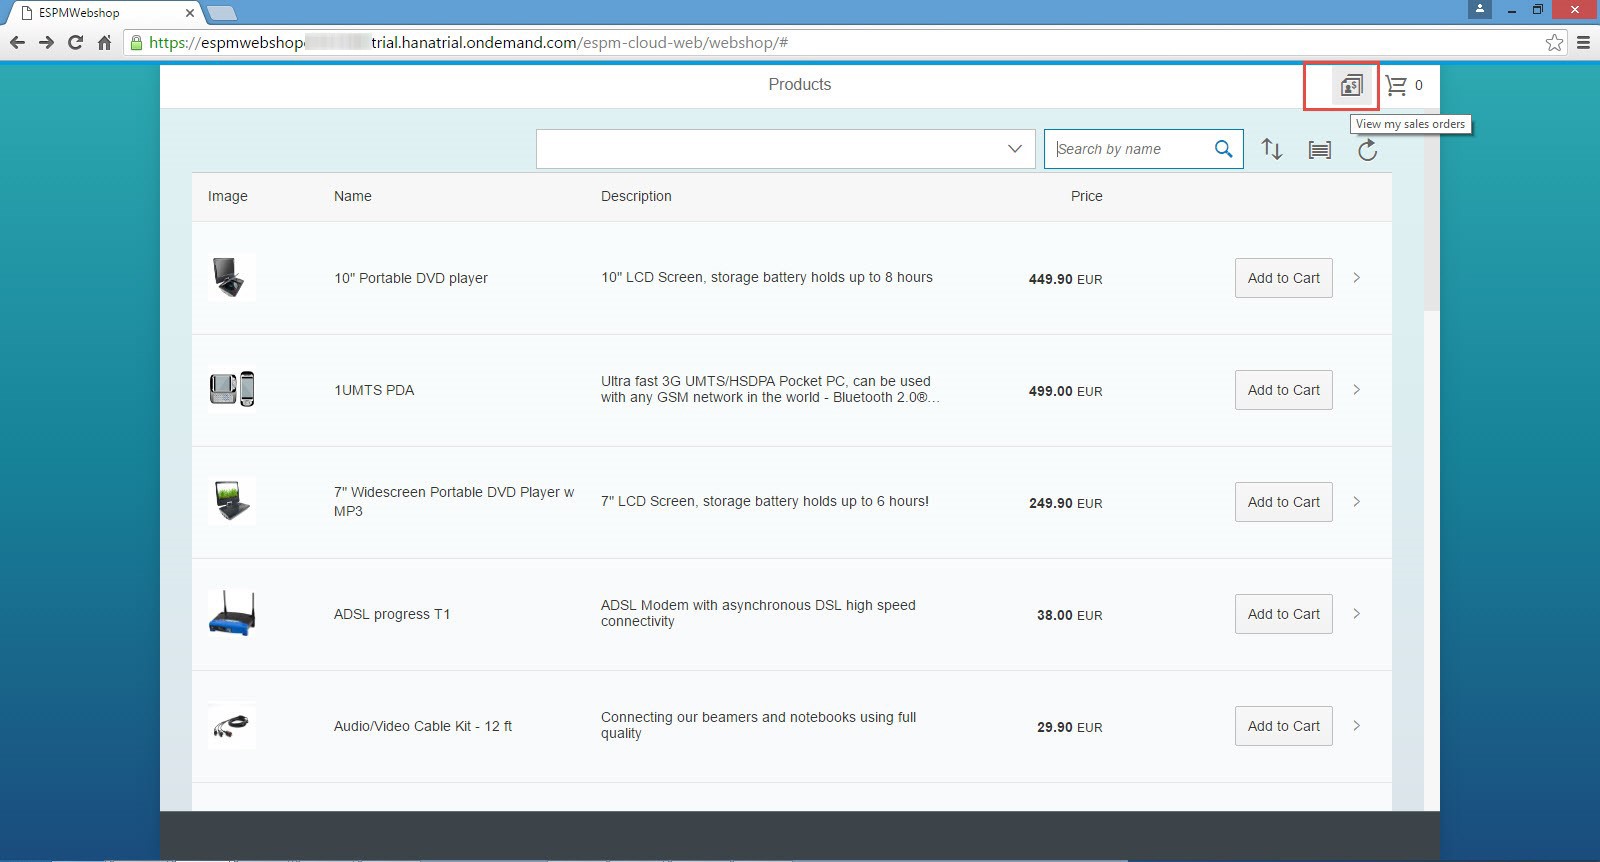 ESPMWebshop
https://espmwebshop trial.hanatrial.ondemand.com/espm-cloud-web/webshop/#
Products
0
View my sales orders
Search by name
Image Name Description Price
10" Portable DVD player 10" LCD Screen, storage battery holds up to 8 hours 449.90 EUR Add to Cart
1UMTS PDA Ultra fast 3G UMTS/HSDPA Pocket PC, can be used
with any GSM network in the world - Bluetooth 2.0®... 499.00 EUR Add to Cart
7" Widescreen Portable DVD Player w
MP3 7" LCD Screen, storage battery holds up to 6 hours! 249.90 EUR Add to Cart
ADSL progress T1 ADSL Modem with asynchronous DSL high speed
connectivity 38.00 EUR Add to Cart
Audio/Video Cable Kit - 12 ft Connecting our beamers and notebooks using full
quality 29.90 EUR Add to Cart